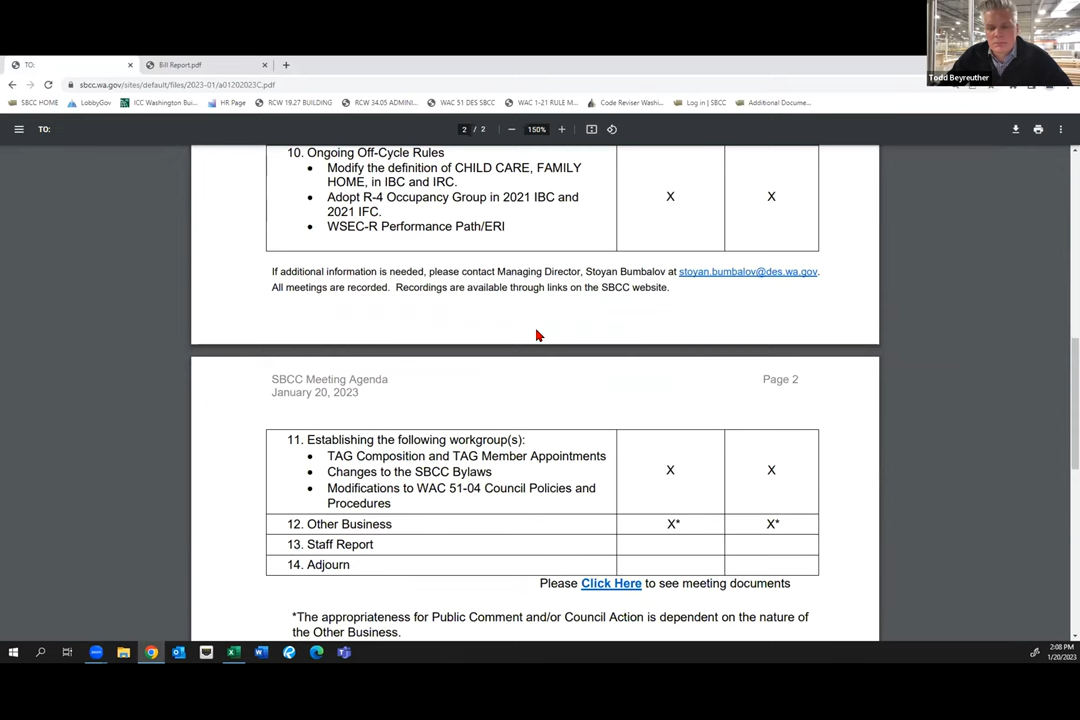 Todd Beyreuther
TO:
Bill Report.pdf
sbcc.wa.gov/sites/default/files/2023-01/a01202023C.pdf
SBCC HOME
LobbyGov
ICC Washington Bui...
HR Page
RCW 19.27 BUILDING
RCW 34.05 ADMINI...
WAC 51 DES SBCC
WAC 1-21 RULE M...
Code Reviser Washi...
Log in | SBCC
Additional Docume...
TO:
2 / 2
150%
10. Ongoing Off-Cycle Rules
• Modify the definition of CHILD CARE, FAMILY
HOME, in IBC and IRC.
• Adopt R-4 Occupancy Group in 2021 IBC and
2021 IFC.
• WSEC-R Performance Path/ERI
X X
If additional information is needed, please contact Managing Director, Stoyan Bumbalov at stoyan.bumbalov@des.wa.gov.
All meetings are recorded. Recordings are available through links on the SBCC website.
SBCC Meeting Agenda Page 2
January 20, 2023
11. Establishing the following workgroup(s):
• TAG Composition and TAG Member Appointments
• Changes to the SBCC Bylaws
• Modifications to WAC 51-04 Council Policies and
Procedures
X X
12. Other Business X* X*
13. Staff Report
14. Adjourn
Please Click Here to see meeting documents
*The appropriateness for Public Comment and/or Council Action is dependent on the nature of
the Other Business.
2:08 PM
1/20/2023